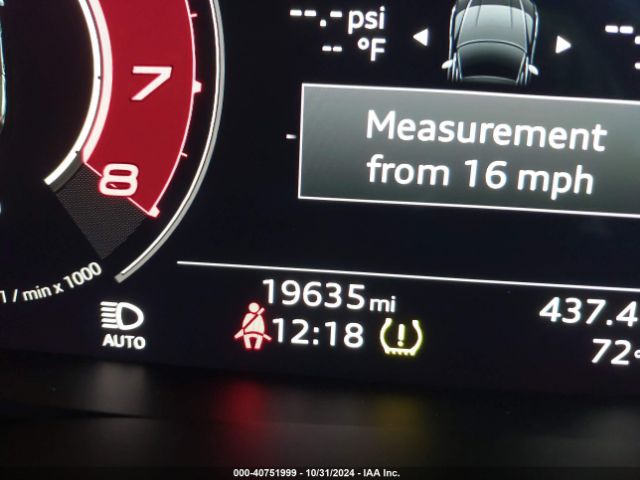 7
8
1 / min x 1000
--.- psi
-- °F
--
Measurement
from 16 mph
19635 mi
437.4
AUTO
12:18
72
000-40751999 - 10/31/2024 - IAA Inc.